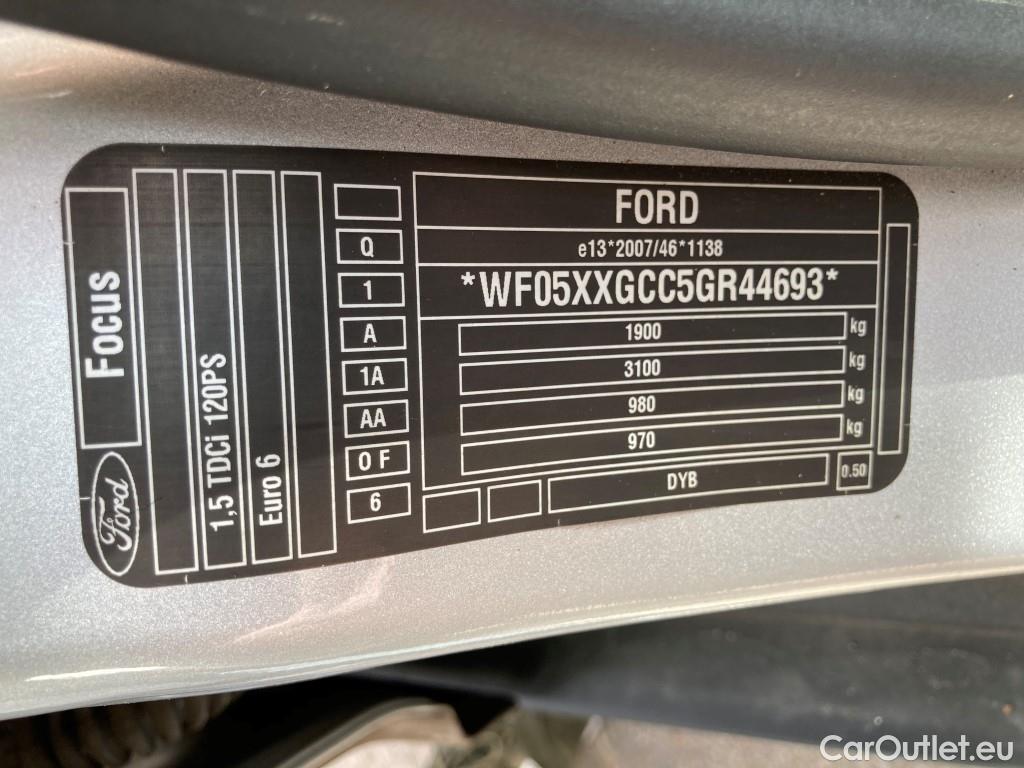 FORD
e13*2007/46*1138
*WF05XXGCC5GR44693*
1900 kg
3100 kg
980 kg
970 kg
DYB
0.50
Q
1
A
1A
AA
0 F
6
Focus
1,5 TDCi 120PS
Euro 6
Ford
CarOutlet.eu